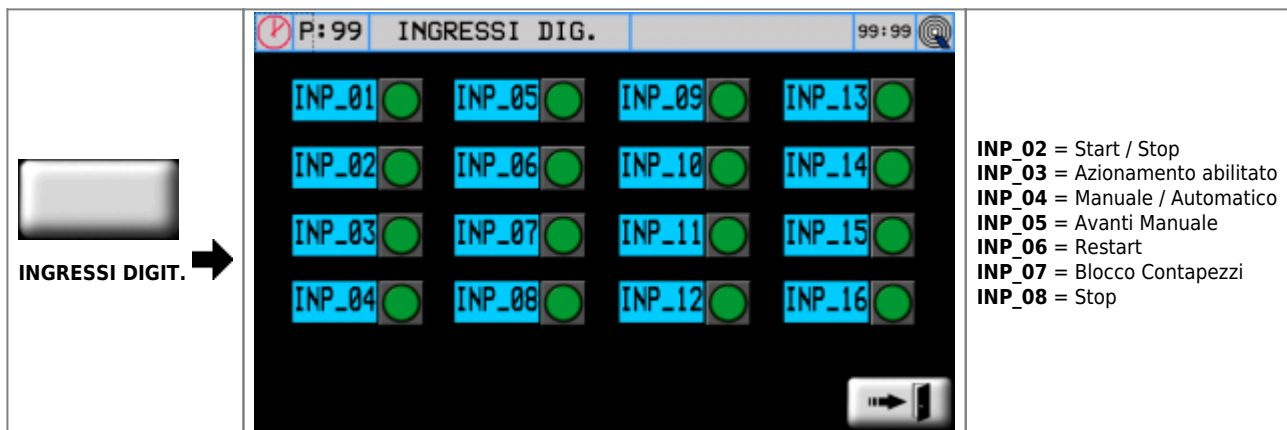 INGRESSI DIGIT.
P:99 INGRESSI DIG. 99:99
INP_01 INP_05 INP_09 INP_13
INP_02 INP_06 INP_10 INP_14
INP_03 INP_07 INP_11 INP_15
INP_04 INP_08 INP_12 INP_16
INP_02 = Start / Stop
INP_03 = Azionamento abilitato
INP_04 = Manuale / Automatico
INP_05 = Avanti Manuale
INP_06 = Restart
INP_07 = Blocco Contapezzi
INP_08 = Stop